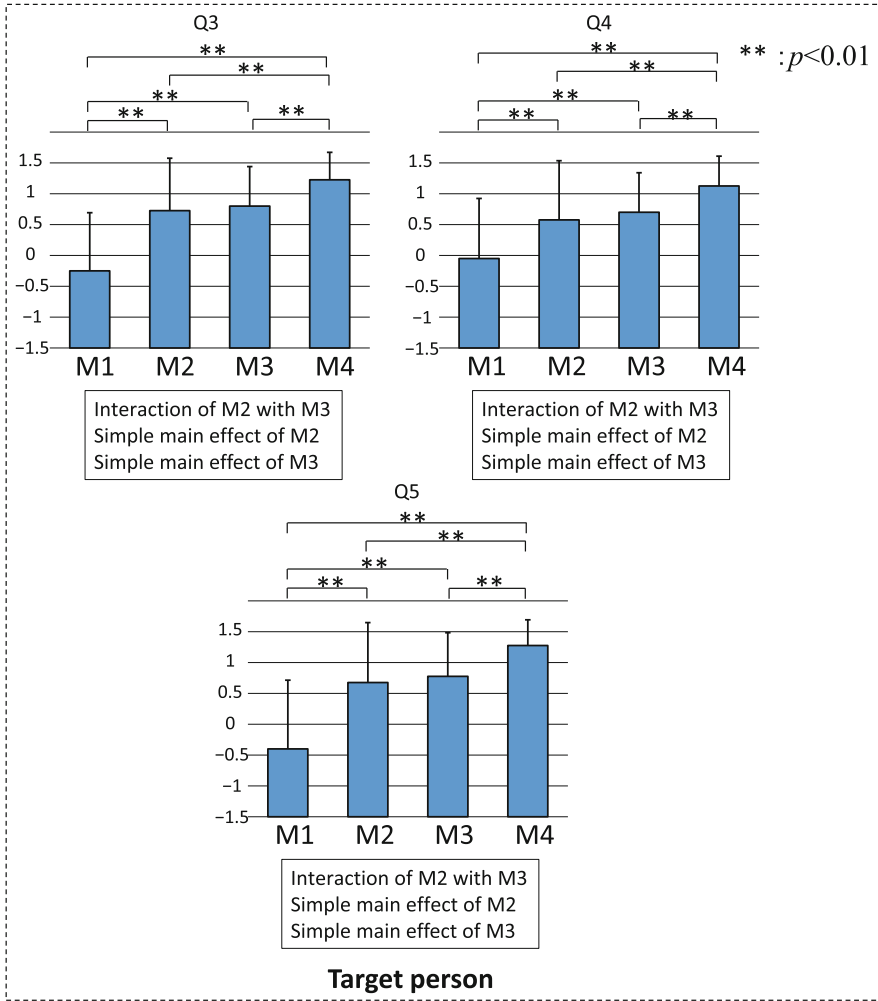 Q3
Q4
** : p<0.01
**
**
**
**
**
**
**
**
**
**
1.5
1
0.5
0
−0.5
−1
−1.5
M1 M2 M3 M4
1.5
1
0.5
0
−0.5
−1
−1.5
M1 M2 M3 M4
Interaction of M2 with M3
Simple main effect of M2
Simple main effect of M3
Interaction of M2 with M3
Simple main effect of M2
Simple main effect of M3
Q5
**
**
**
**
**
1.5
1
0.5
0
−0.5
−1
−1.5
M1 M2 M3 M4
Interaction of M2 with M3
Simple main effect of M2
Simple main effect of M3
Target person